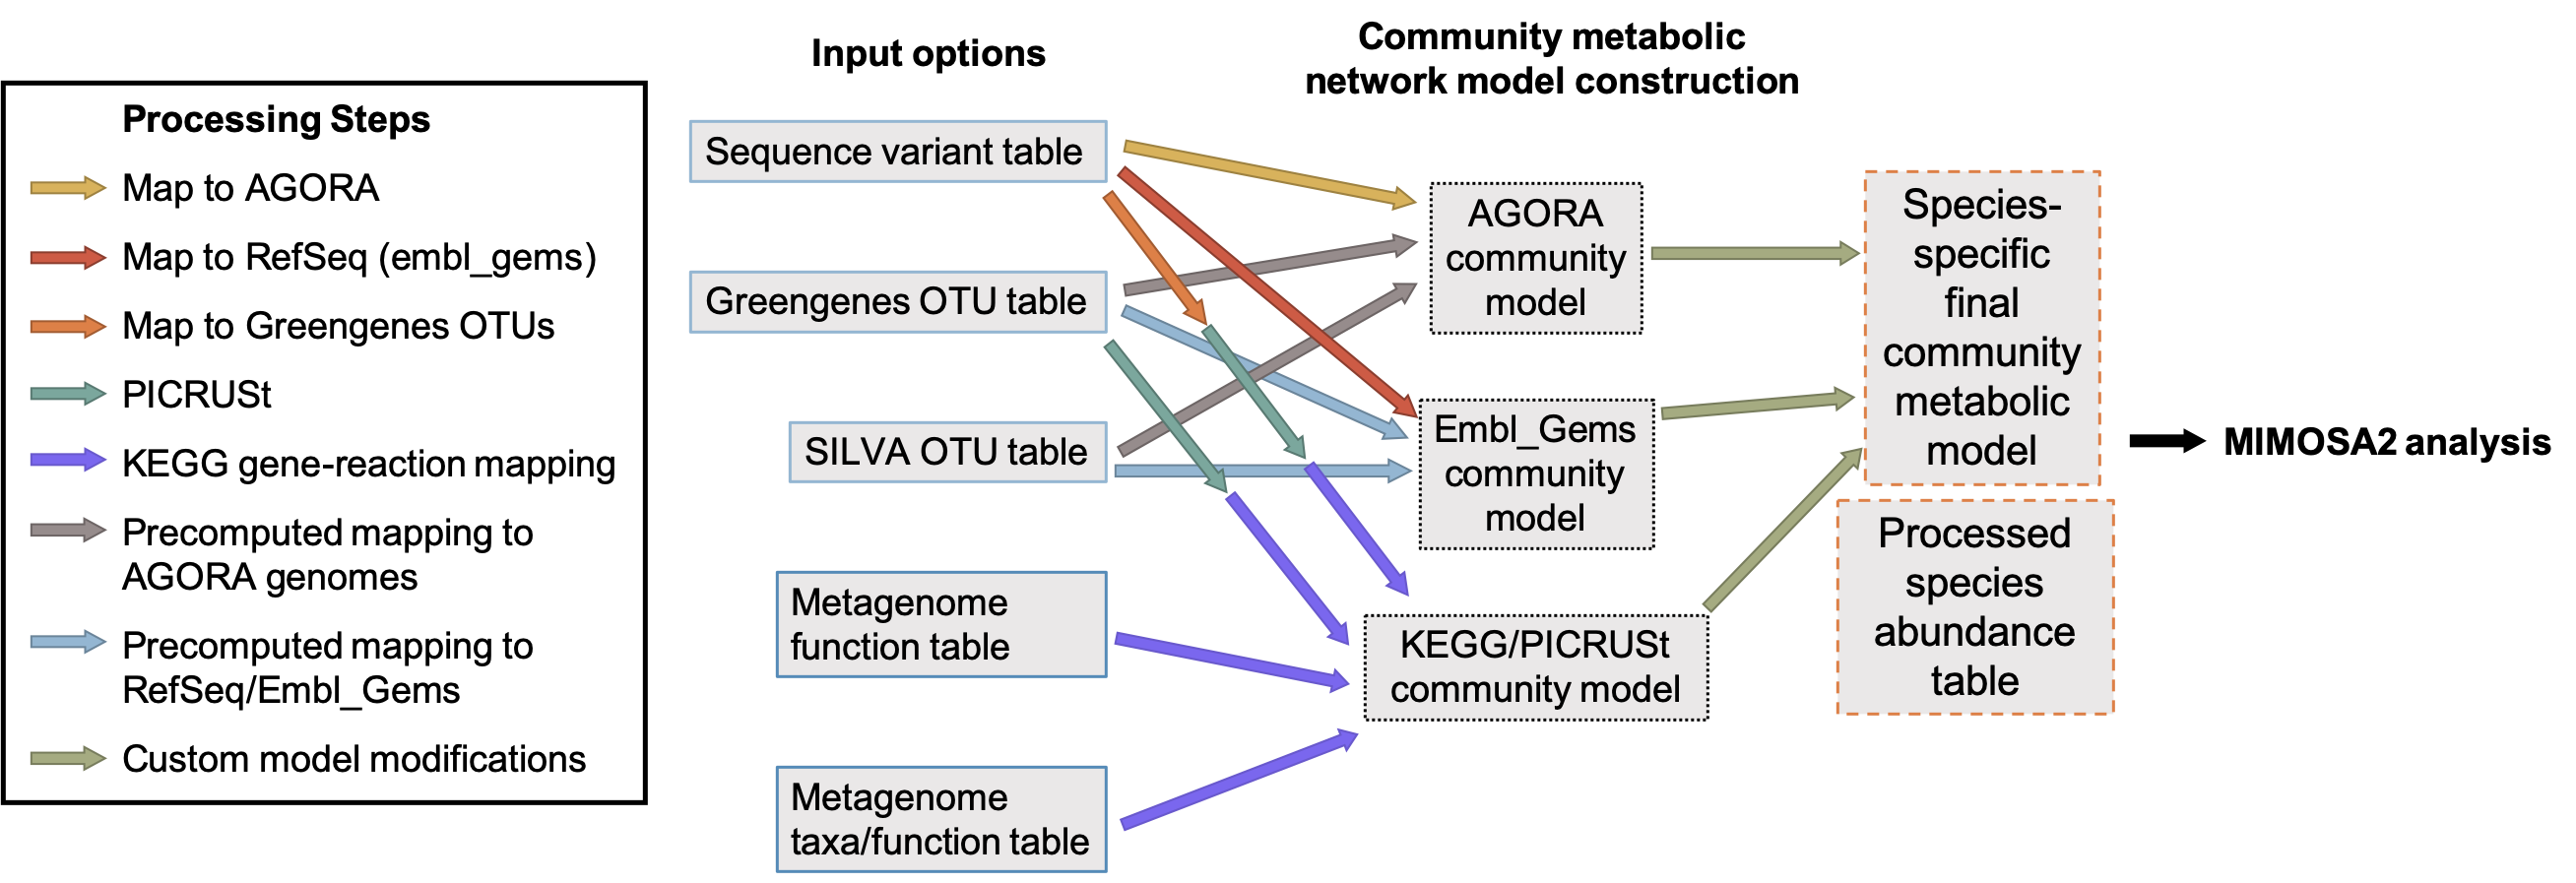 Processing Steps
Map to AGORA
Map to RefSeq (embl_gems)
Map to Greengenes OTUs
PICRUSt
KEGG gene-reaction mapping
Precomputed mapping to
AGORA genomes
Precomputed mapping to
RefSeq/Embl_Gems
Custom model modifications
Input options
Sequence variant table
Greengenes OTU table
SILVA OTU table
Metagenome
function table
Metagenome
taxa/function table
Community metabolic
network model construction
AGORA
community
model
Embl_Gems
community
model
KEGG/PICRUSt
community model
Species-
specific
final
community
metabolic
model
Processed
species
abundance
table
MIMOSA2 analysis